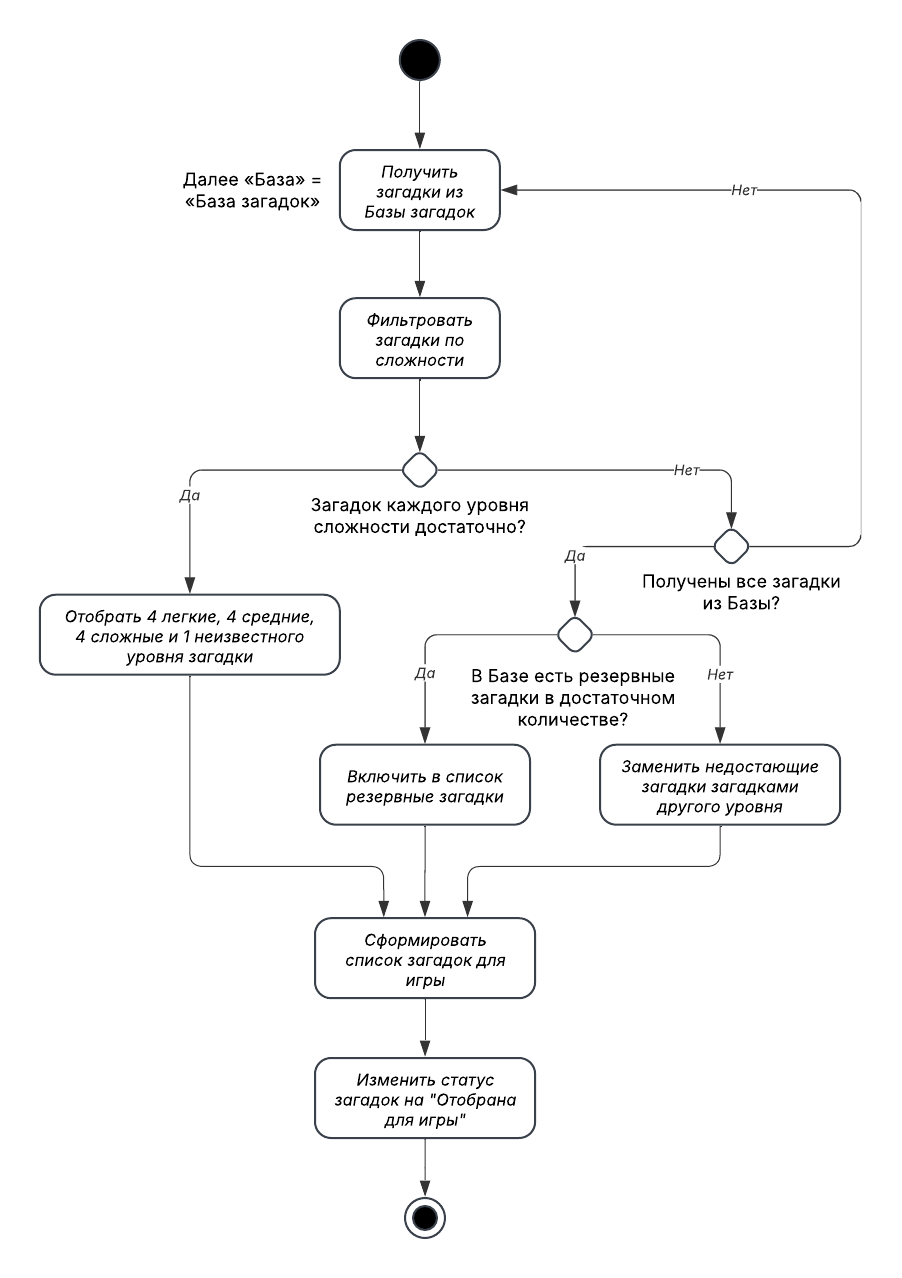 Получить
загадки из
Базы загадок
Далее «База» =
«База загадок»
Нет
Фильтровать
загадки по
сложности
Да
Нет
Загадок каждого уровня
сложности достаточно?
Да
Получены все загадки
из Базы?
Отобрать 4 легкие, 4 средние,
4 сложные и 1 неизвестного
уровня загадки
Да
В Базе есть резервные
загадки в достаточном
количестве?
Нет
Включить в список
резервные загадки
Заменить недостающие
загадки загадками
другого уровня
Сформировать
список загадок для
игры
Изменить статус
загадок на "Отобрана
для игры"